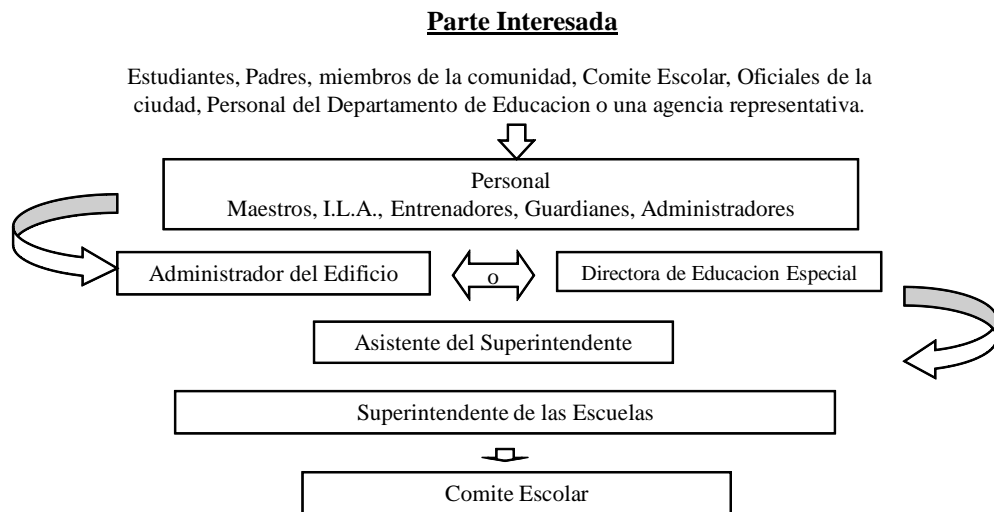 Parte Interesada
Estudiantes, Padres, miembros de la comunidad, Comite Escolar, Oficiales de la
ciudad, Personal del Departamento de Educacion o una agencia representativa.
Personal
Maestros, I.L.A., Entrenadores, Guardianes, Administradores
Administrador del Edificio
o
Directora de Educacion Especial
Asistente del Superintendente
Superintendente de las Escuelas
Comite Escolar